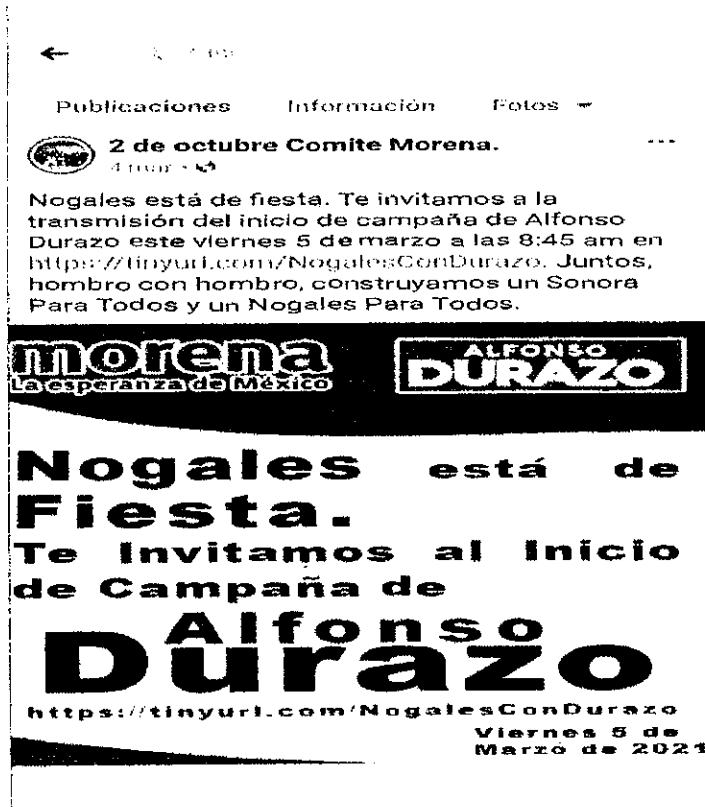 Publicaciones Información Fotos
2 de octubre Comite Morena.
4 mar
Nogales está de fiesta. Te invitamos a la
transmisión del inicio de campaña de Alfonso
Durazo este viernes 5 de marzo a las 8:45 am en
https://tinyurl.com/NogalesConDurazo. Juntos,
hombro con hombro, construyamos un Sonora
Para Todos y un Nogales Para Todos.
morena
La esperanza de México
ALFONSO
DURAZO
Nogales está de
Fiesta.
Te Invitamos al Inicio
de Campaña de
Alfonso
Durazo
https://tinyurl.com/NogalesConDurazo
Viernes 5 de
Marzo de 2021